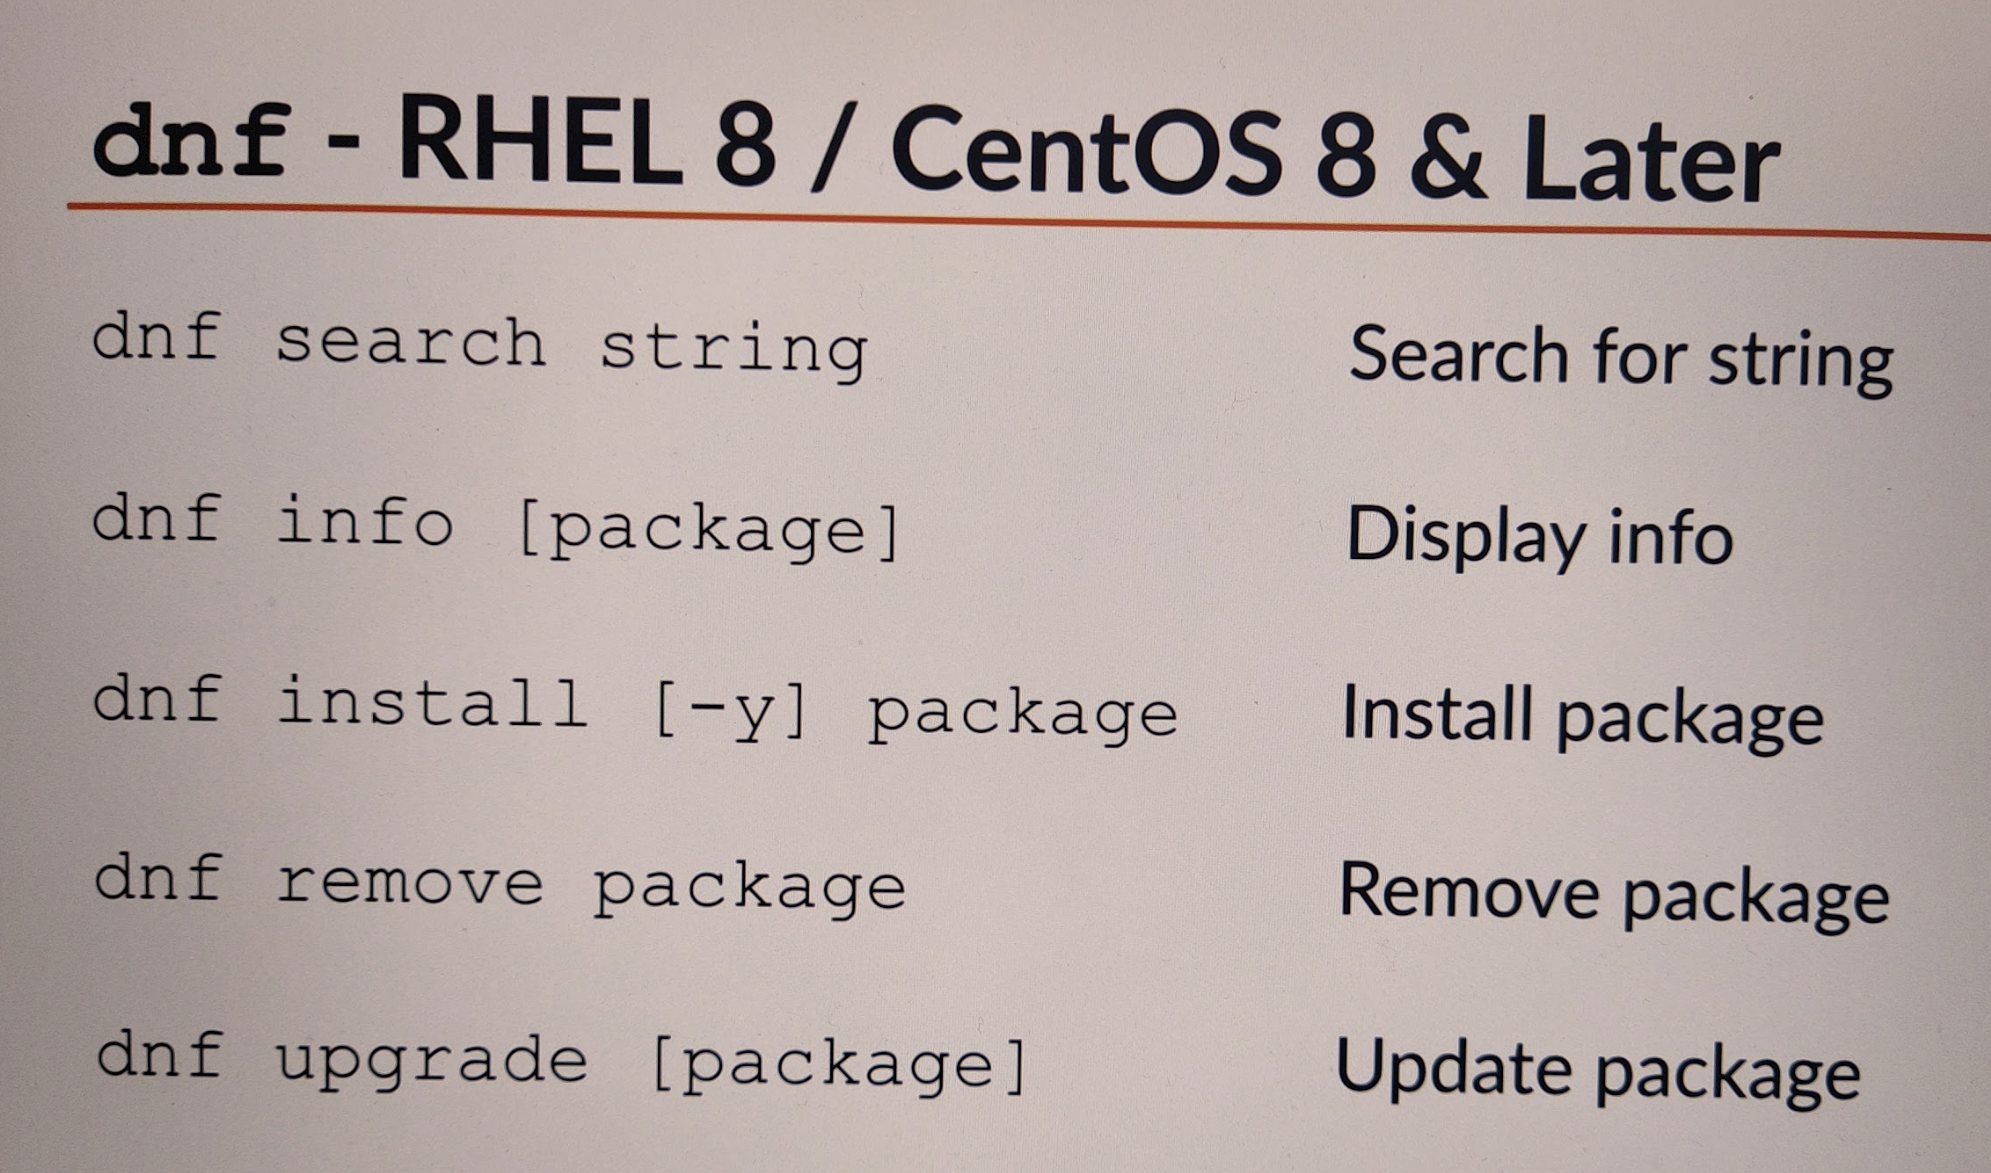 dnf - RHEL 8 / CentOS 8 & Later
dnf search string Search for string
dnf info [package] Display info
dnf install [-y] package Install package
dnf remove package Remove package
dnf upgrade [package] Update package